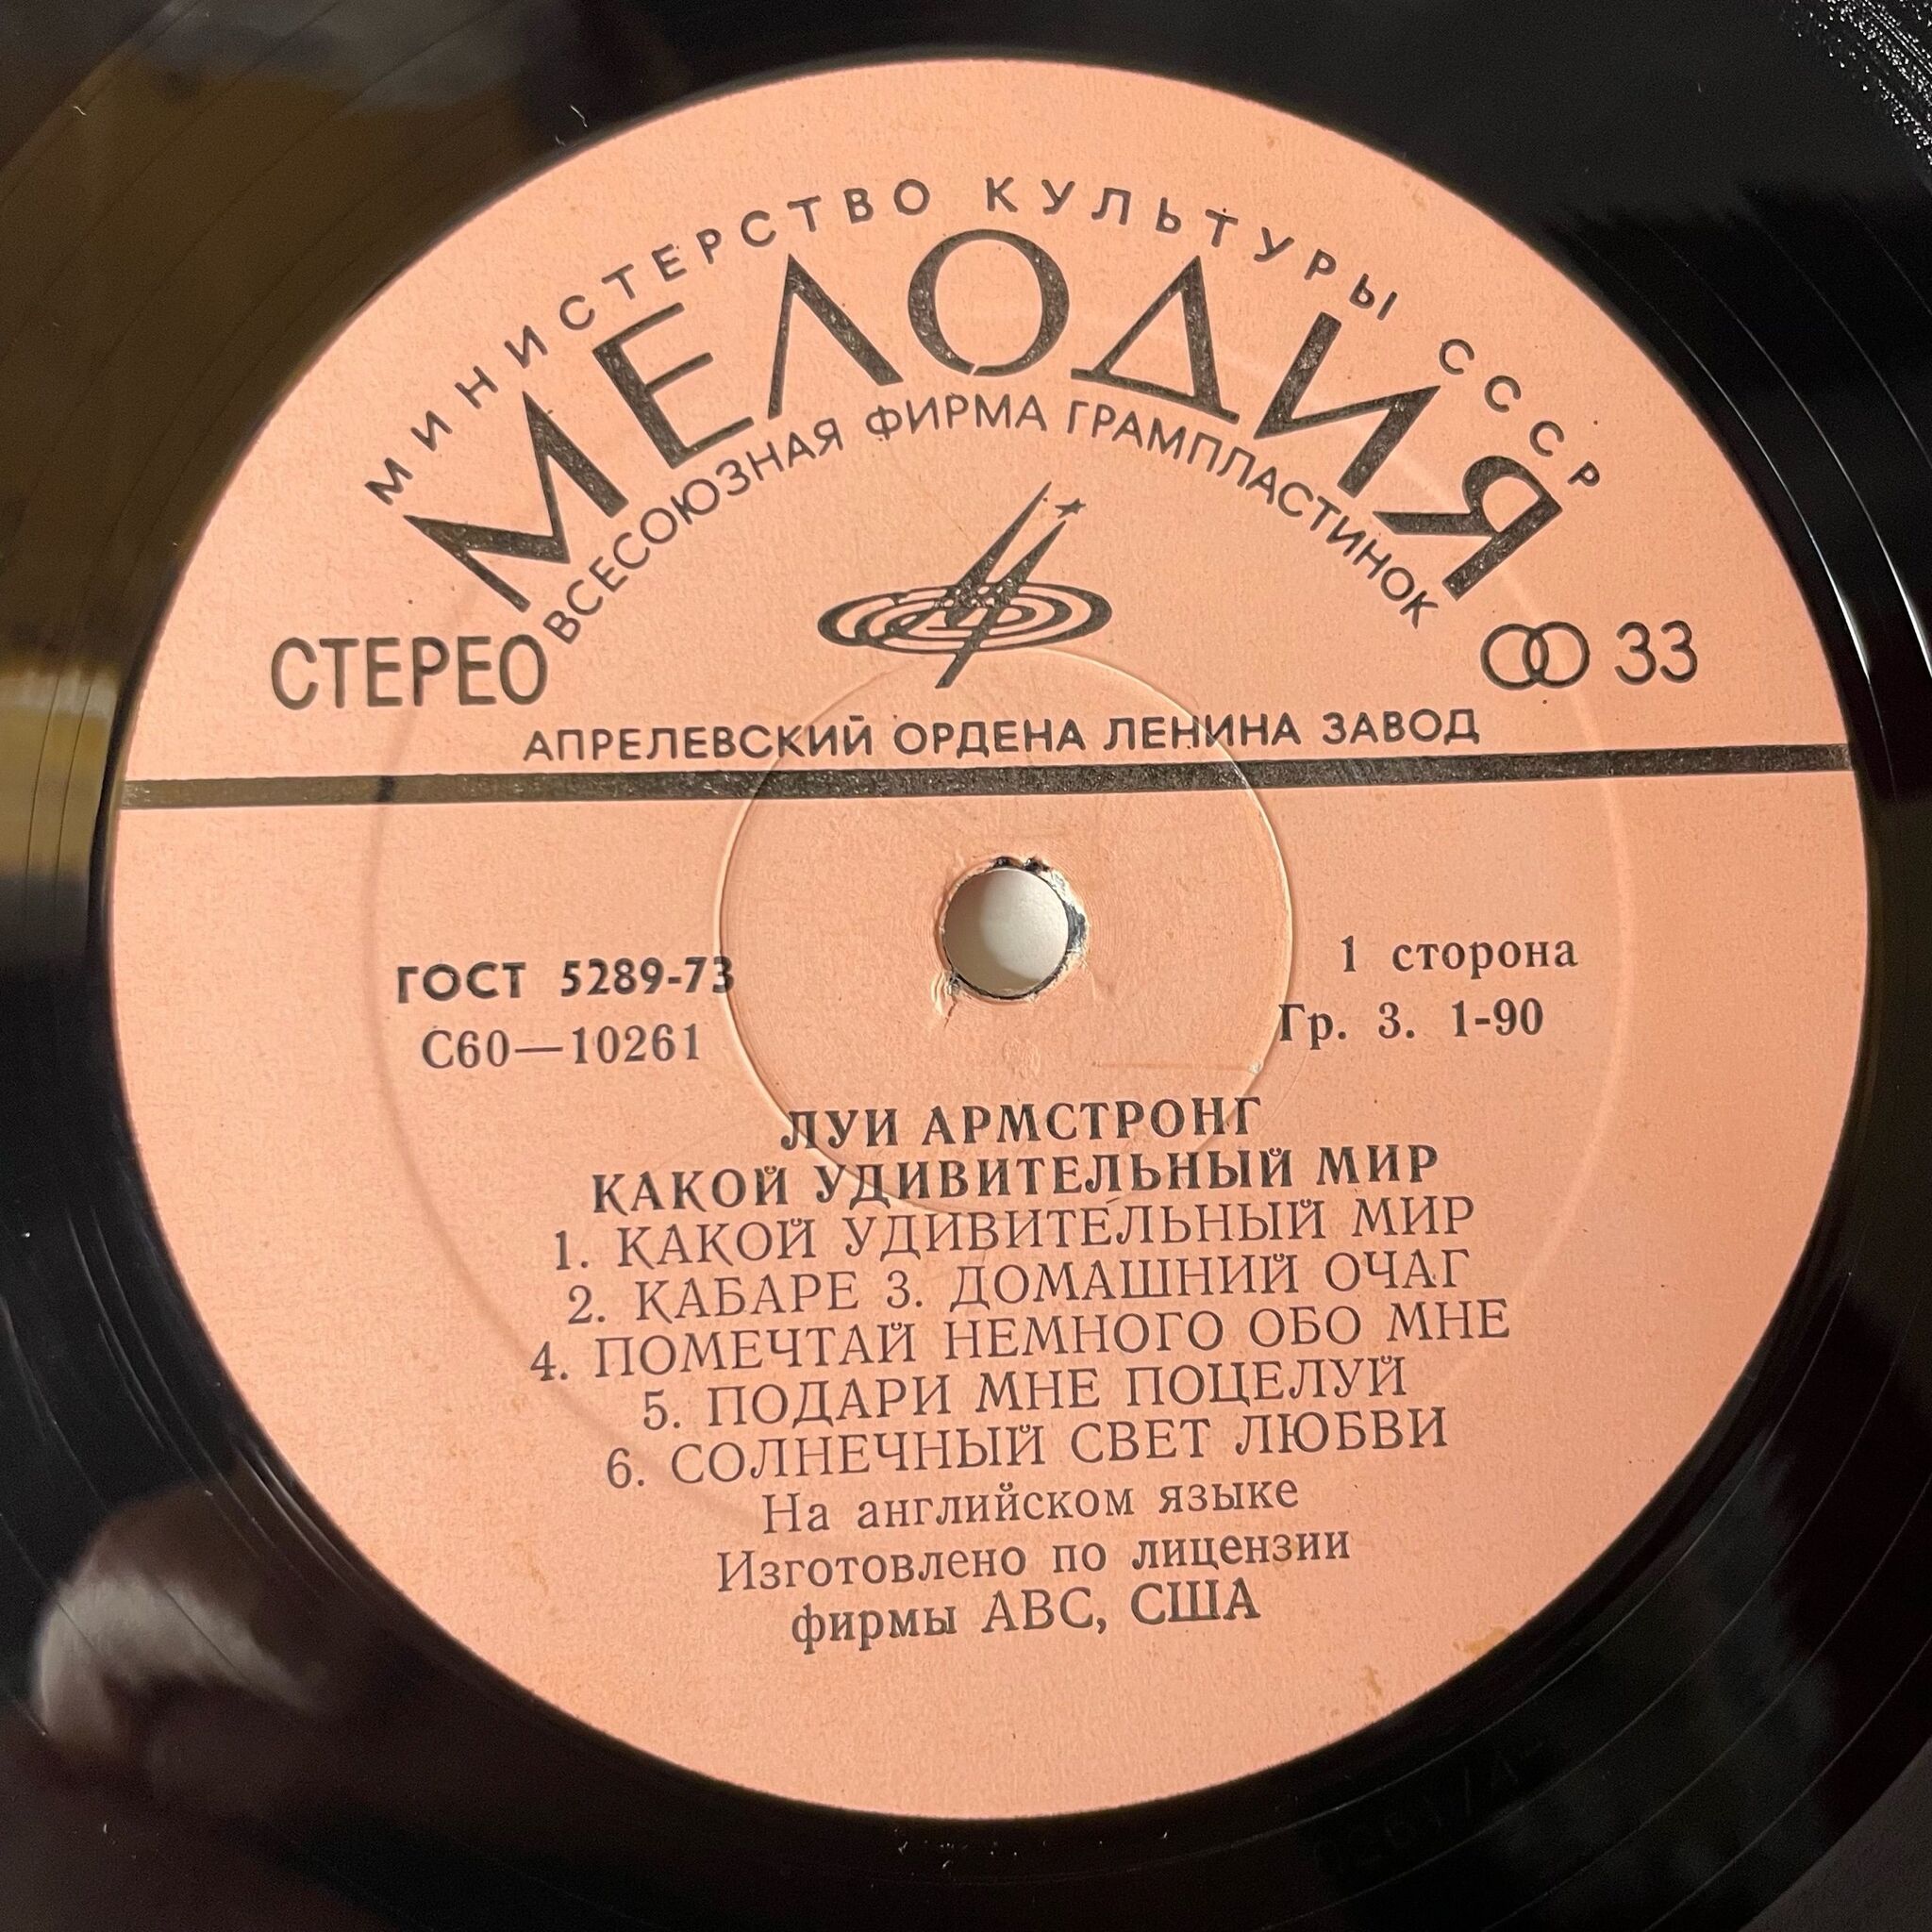 МИНИСТЕРСТВО КУЛЬТУРЫ СССР
МЕЛОДИЯ
ВСЕСОЮЗНАЯ ФИРМА ГРАМПЛАСТИНОК
СТЕРЕО
33
АПРЕЛЕВСКИЙ ОРДЕНА ЛЕНИНА ЗАВОД
ГОСТ 5289-73
С60—10261
1 сторона
Гр. 3. 1-90
ЛУИ АРМСТРОНГ
КАКОЙ УДИВИТЕЛЬНЫЙ МИР
1. КАКОЙ УДИВИТЕЛЬНЫЙ МИР
2. КАБАРЕ 3. ДОМАШНИЙ ОЧАГ
4. ПОМЕЧТАЙ НЕМНОГО ОБО МНЕ
5. ПОДАРИ МНЕ ПОЦЕЛУЙ
6. СОЛНЕЧНЫЙ СВЕТ ЛЮБВИ
На английском языке
Изготовлено по лицензии
фирмы ABC, США